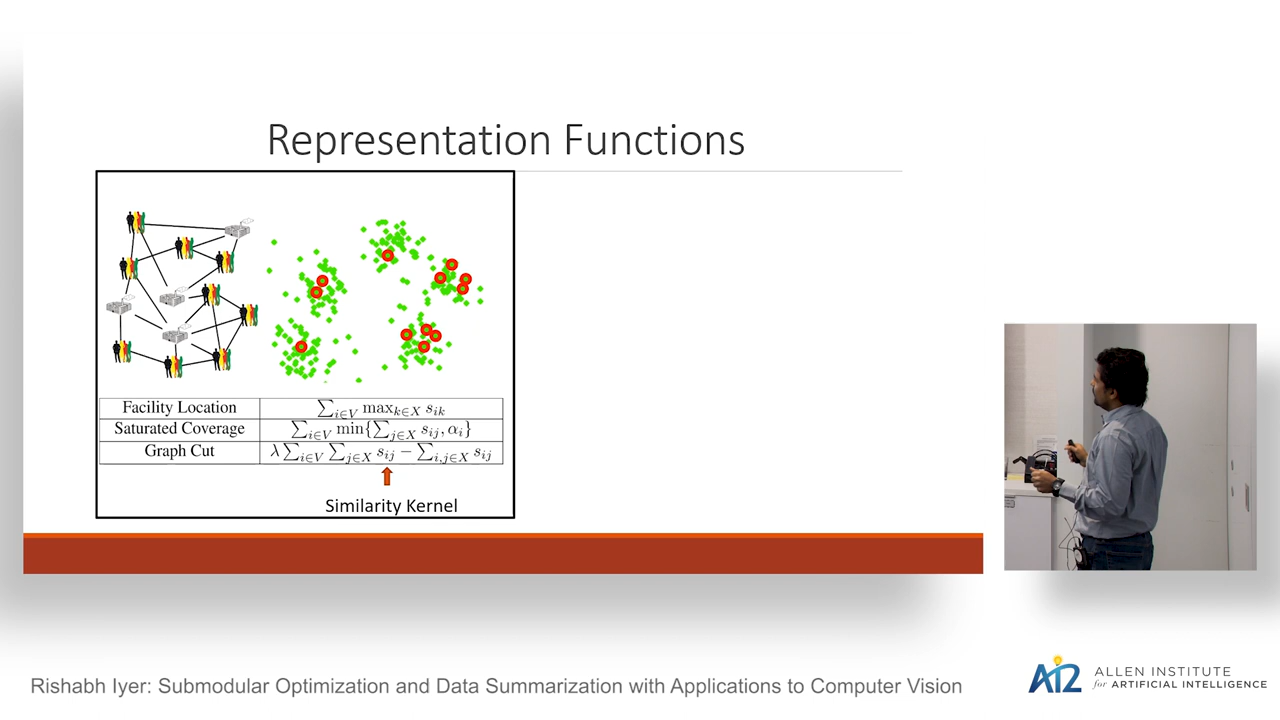 Representation Functions
Facility Location ∑_{i∈V} max_{k∈X} s_{ik}
Saturated Coverage ∑_{i∈V} min{∑_{j∈X} s_{ij}, α_i}
Graph Cut λ ∑_{i∈V} ∑_{j∈X} s_{ij} − ∑_{i,j∈X} s_{ij}
Similarity Kernel
Rishabh Iyer: Submodular Optimization and Data Summarization with Applications to Computer Vision
AI2 ALLEN INSTITUTE
for ARTIFICIAL INTELLIGENCE